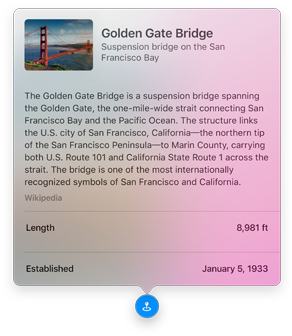 Golden Gate Bridge
Suspension bridge on the San
Francisco Bay
The Golden Gate Bridge is a suspension bridge spanning
the Golden Gate, the one-mile-wide strait connecting San
Francisco Bay and the Pacific Ocean. The structure links
the U.S. city of San Francisco, California—the northern tip
of the San Francisco Peninsula—to Marin County, carrying
both U.S. Route 101 and California State Route 1 across the
strait. The bridge is one of the most internationally
recognized symbols of San Francisco and California.
Wikipedia
Length 8,981 ft
Established January 5, 1933